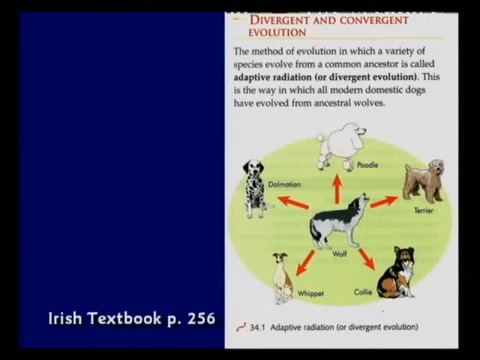 DIVERGENT AND CONVERGENT
EVOLUTION
The method of evolution in which a variety of
species evolve from a common ancestor is called
adaptive radiation (or divergent evolution). This
is the way in which all modern domestic dogs
have evolved from ancestral wolves.
Poodle
Dalmatian
Terrier
Wolf
Whippet
Collie
34.1 Adaptive radiation (or divergent evolution)
Irish Textbook p. 256